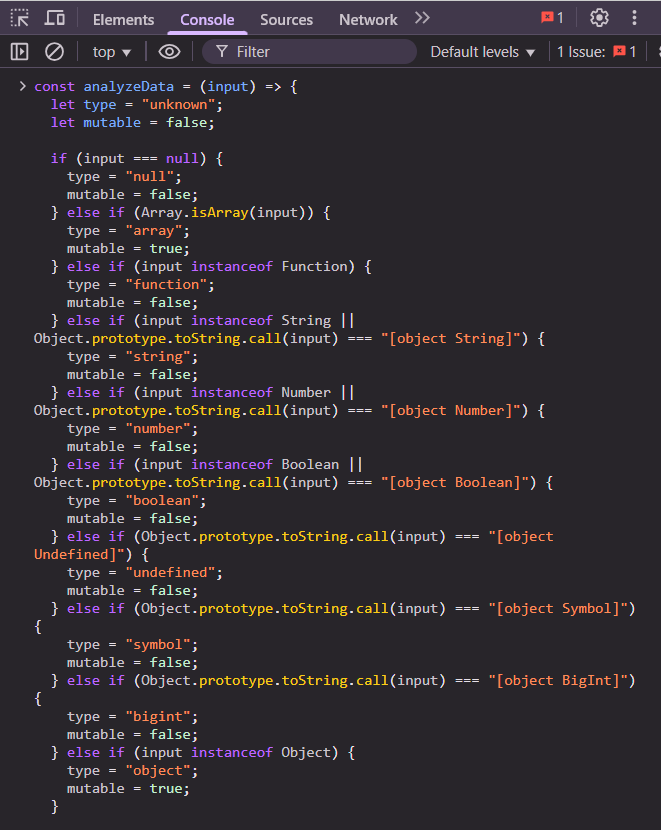 Elements Console Sources Network 1
top Filter Default levels 1 Issue: 1
const analyzeData = (input) => {
let type = "unknown";
let mutable = false;
if (input === null) {
type = "null";
mutable = false;
} else if (Array.isArray(input)) {
type = "array";
mutable = true;
} else if (input instanceof Function) {
type = "function";
mutable = false;
} else if (input instanceof String ||
Object.prototype.toString.call(input) === "[object String]") {
type = "string";
mutable = false;
} else if (input instanceof Number ||
Object.prototype.toString.call(input) === "[object Number]") {
type = "number";
mutable = false;
} else if (input instanceof Boolean ||
Object.prototype.toString.call(input) === "[object Boolean]") {
type = "boolean";
mutable = false;
} else if (Object.prototype.toString.call(input) === "[object
Undefined]") {
type = "undefined";
mutable = false;
} else if (Object.prototype.toString.call(input) === "[object Symbol]")
{
type = "symbol";
mutable = false;
} else if (Object.prototype.toString.call(input) === "[object BigInt]")
{
type = "bigint";
mutable = false;
} else if (input instanceof Object) {
type = "object";
mutable = true;
}